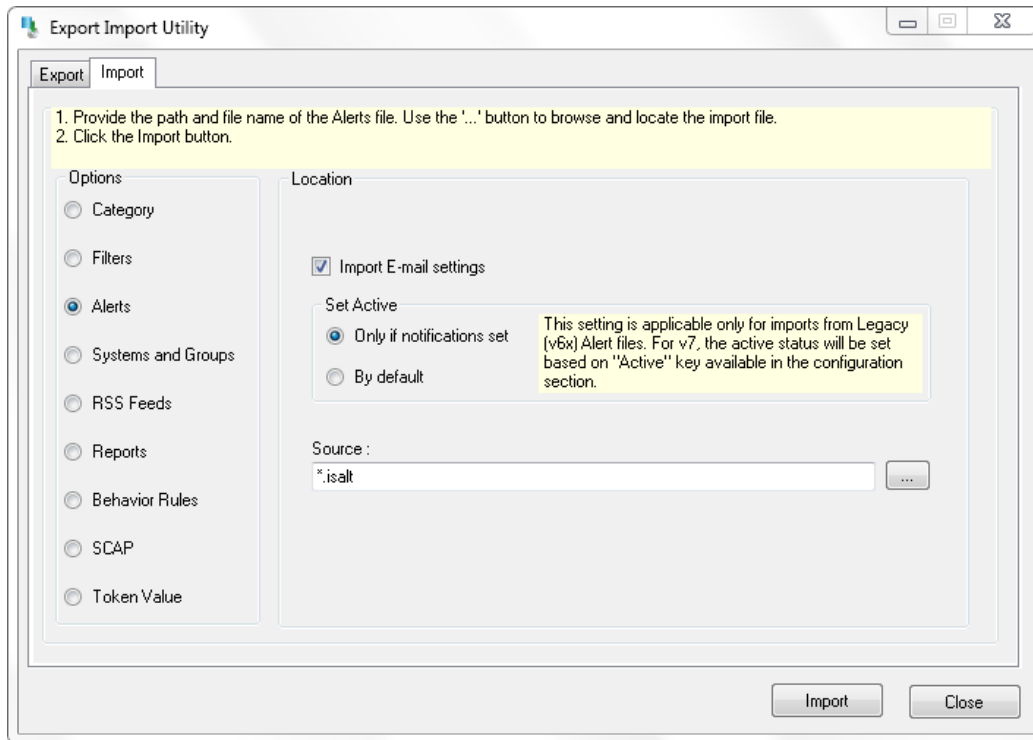 Export Import Utility
Export
Import
1. Provide the path and file name of the Alerts file. Use the '...' button to browse and locate the import file.
2. Click the Import button.
Options
Category
Filters
Alerts
Systems and Groups
RSS Feeds
Reports
Behavior Rules
SCAP
Token Value
Location
Import E-mail settings
Set Active
Only if notifications set
By default
This setting is applicable only for imports from Legacy
(v6x) Alert files. For v7, the active status will be set
based on "Active" key available in the configuration
section.
Source :
*.isalt
...
Import
Close